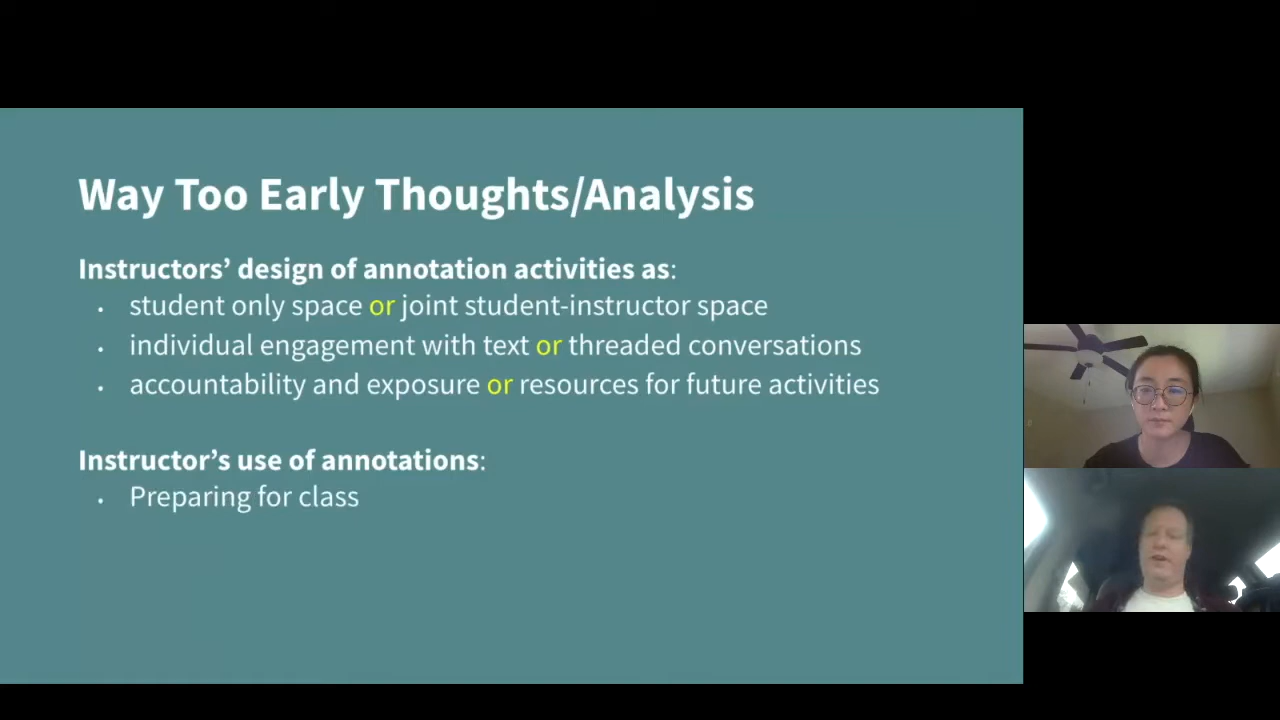 Way Too Early Thoughts/Analysis
Instructors’ design of annotation activities as:
• student only space or joint student-instructor space
• individual engagement with text or threaded conversations
• accountability and exposure or resources for future activities
Instructor’s use of annotations:
• Preparing for class